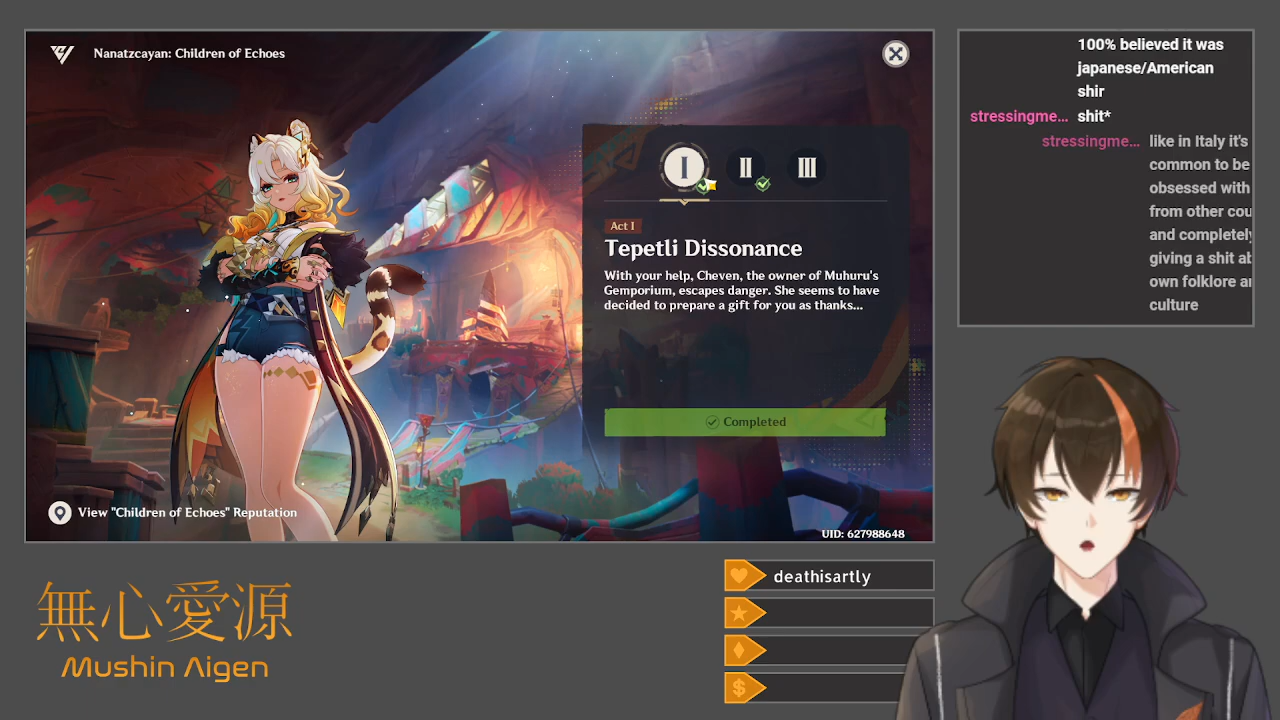 Nanatzcayan: Children of Echoes
I
II
III
Act I
Tepetli Dissonance
With your help, Cheven, the owner of Muhuru's
Gemporium, escapes danger. She seems to have
decided to prepare a gift for you as thanks...
Completed
View "Children of Echoes" Reputation
UID: 627988648
100% believed it was
japanese/American
shir
stressingme... shit*
stressingme... like in Italy it's
common to be
obsessed with
from other cou
and completely
giving a shit ab
own folklore an
culture
無心愛源
Mushin Aigen
deathisartly
$